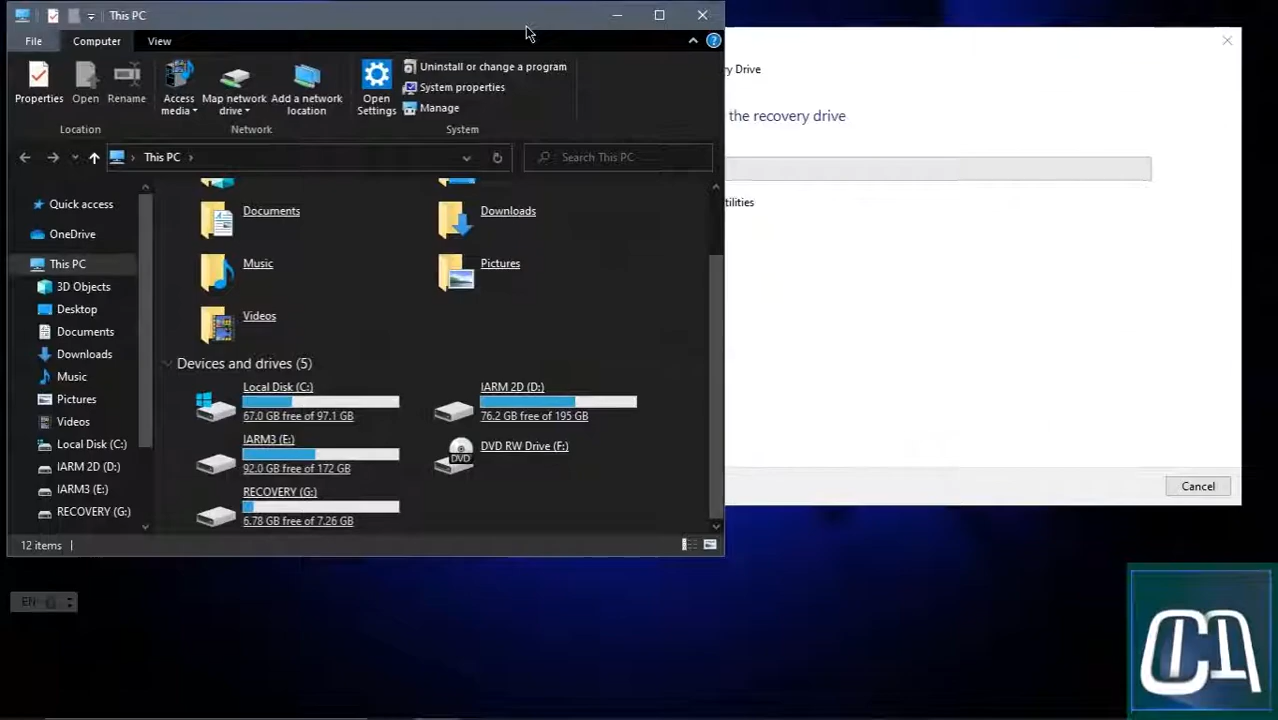 This PC
File
Computer
View
Properties
Open
Rename
Access media
Map network drive
Add a network location
Open Settings
Uninstall or change a program
System properties
Manage
Location
Network
System
This PC
Search This PC
Quick access
OneDrive
This PC
3D Objects
Desktop
Documents
Downloads
Music
Pictures
Videos
Local Disk (C:)
IARM 2D (D:)
IARM3 (E:)
RECOVERY (G:)
Documents
Downloads
Music
Pictures
Videos
Devices and drives (5)
Local Disk (C:)
67.0 GB free of 97.1 GB
IARM 2D (D:)
76.2 GB free of 195 GB
IARM3 (E:)
92.0 GB free of 172 GB
DVD
DVD RW Drive (F:)
RECOVERY (G:)
6.78 GB free of 7.26 GB
12 items
ry Drive
the recovery drive
tilities
Cancel
EN